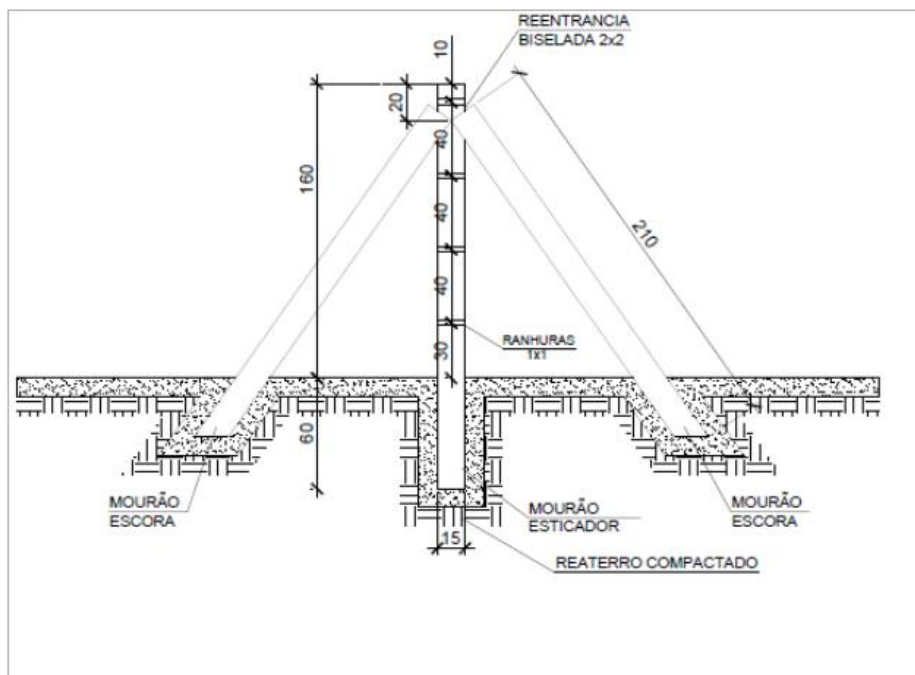 REENTRANCIA
BISELADA 2x2
10
20
40
160
40
210
40
RANHURAS
1x1
30
60
MOURÃO
ESCORA
MOURÃO
ESTICADOR
MOURÃO
ESCORA
15
REATERRO COMPACTADO